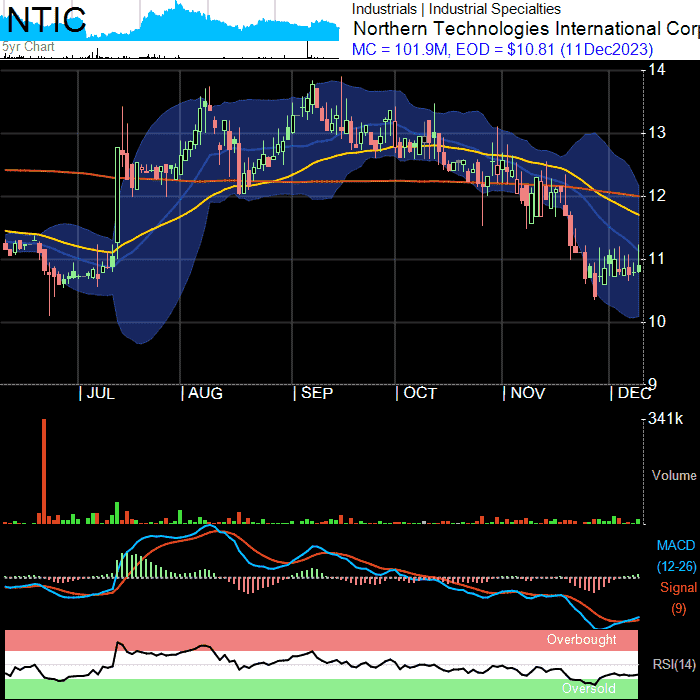 NTIC
5yr Chart
Industrials | Industrial Specialties
Northern Technologies International Corp
MC = 101.9M, EOD = $10.81 (11Dec2023)
14
13
12
11
10
9
| JUL | AUG | SEP | OCT | NOV | DEC
341k
Volume
MACD
(12-26)
Signal
(9)
Overbought
RSI(14)
Oversold